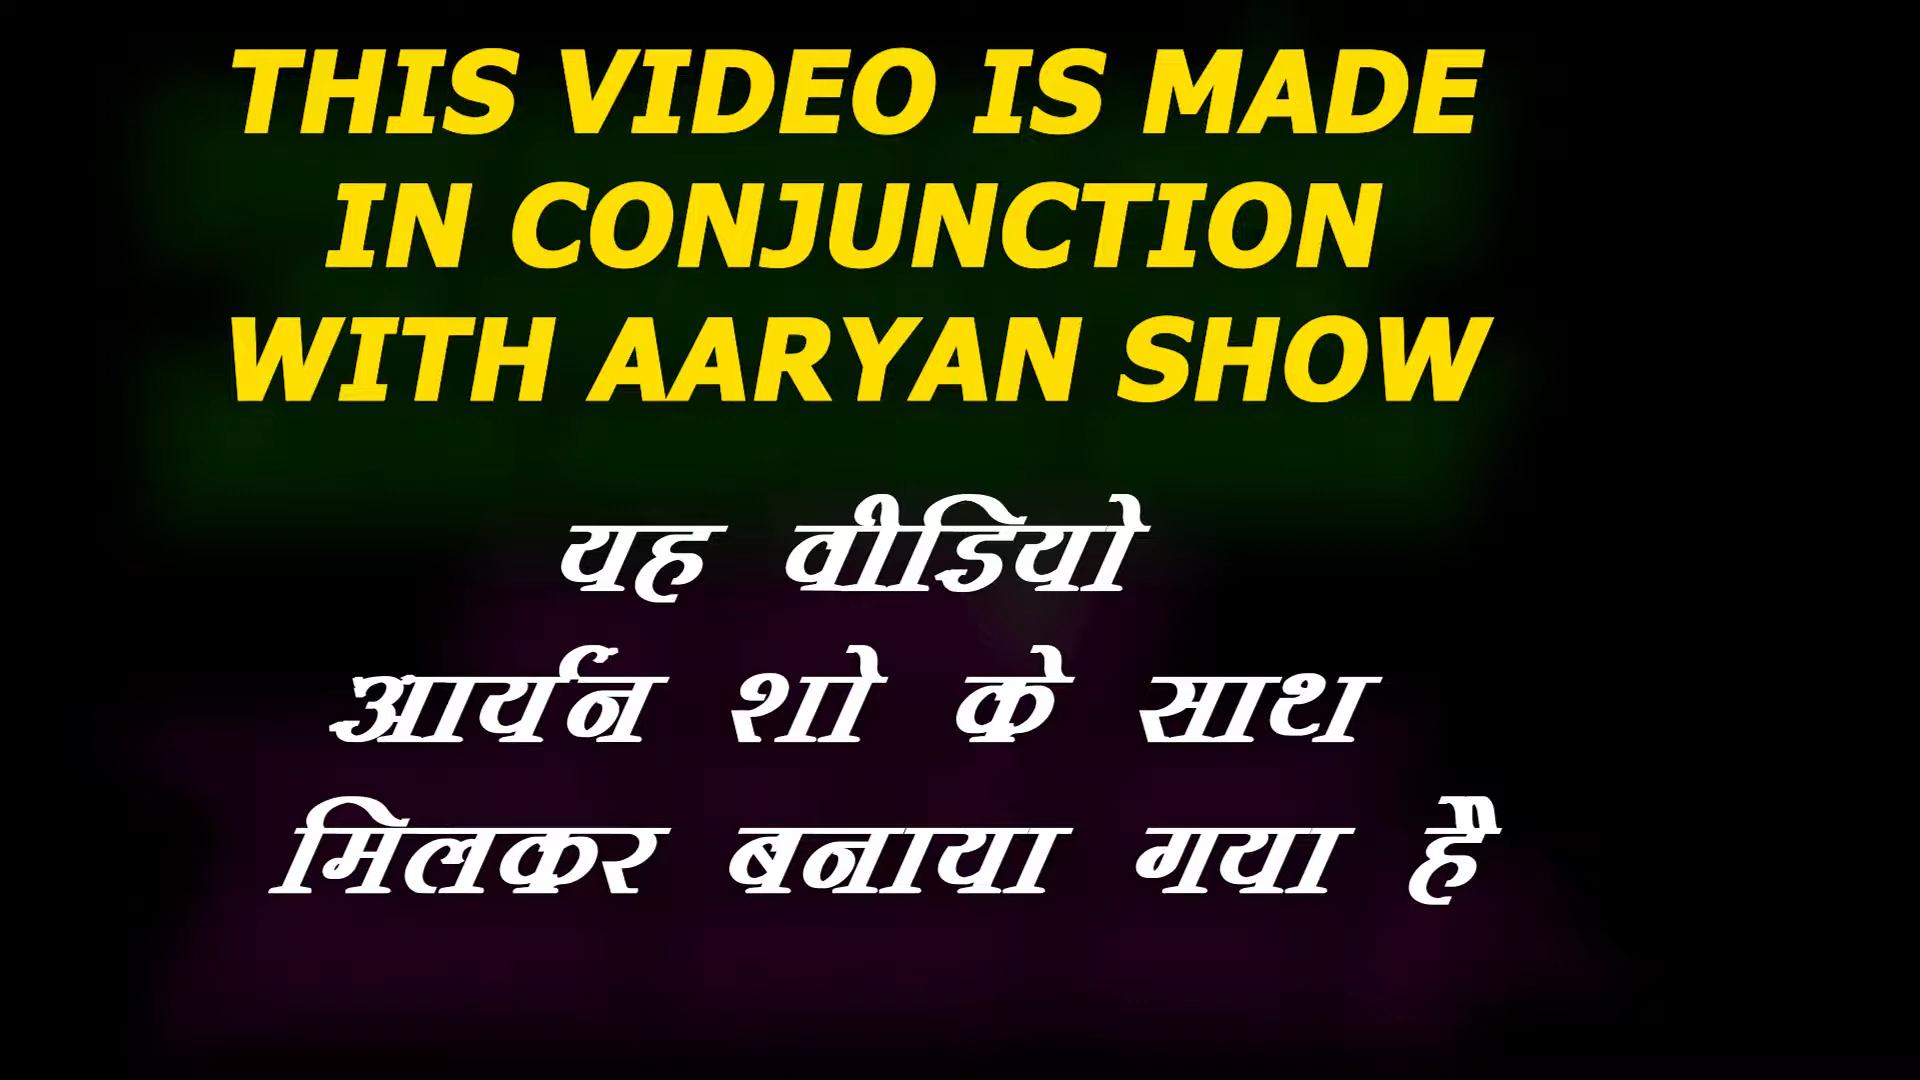 THIS VIDEO IS MADE
IN CONJUNCTION
WITH AARYAN SHOW
यह वीडियो
आर्यन शो के साथ
मिलकर बनाया गया है